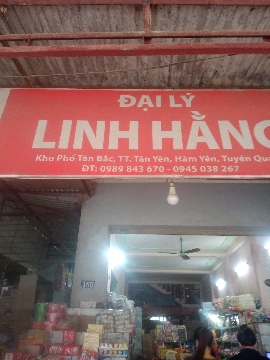 ĐẠI LÝ
LINH HẰNG
Khu Phố Tân Bắc, TT. Tân Yên, Hàm Yên, Tuyên Qua
ĐT: 0989 843 670 - 0945 038 267